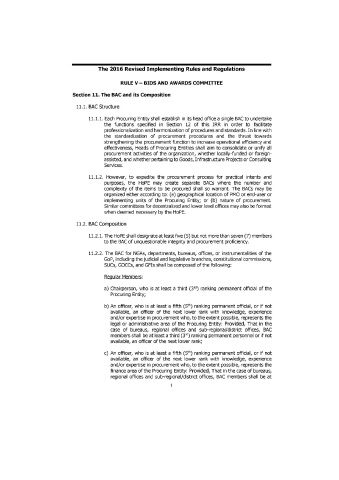 The 2016 Revised Implementing Rules and Regulations
RULE V – BIDS AND AWARDS COMMITTEE
Section 11. The BAC and its Composition
11.1. BAC Structure
11.1.1. Each Procuring Entity shall establish in its head office a single BAC to undertake
the functions specified in Section 12 of this IRR in order to facilitate
professionalization and harmonization of procedures and standards. In line with
the standardization of procurement procedures and the thrust towards
strengthening the procurement function to increase operational efficiency and
effectiveness, Heads of Procuring Entities shall aim to consolidate or unify all
procurement activities of the organization, whether locally-funded or foreign-
assisted, and whether pertaining to Goods, Infrastructure Projects or Consulting
Services.
11.1.2. However, to expedite the procurement process for practical intents and
purposes, the HoPE may create separate BACs where the number and
complexity of the items to be procured shall so warrant. The BACs may be
organized either according to: (a) geographical location of PMO or end-user or
implementing units of the Procuring Entity; or (b) nature of procurement.
Similar committees for decentralized and lower level offices may also be formed
when deemed necessary by the HoPE.
11.2. BAC Composition
11.2.1. The HoPE shall designate at least five (5) but not more than seven (7) members
to the BAC of unquestionable integrity and procurement proficiency.
11.2.2. The BAC for NGAs, departments, bureaus, offices, or instrumentalities of the
GoP, including the judicial and legislative branches, constitutional commissions,
SUCs, GOCCs, and GFIs shall be composed of the following:
Regular Members:
a) Chairperson, who is at least a third (3rd) ranking permanent official of the
Procuring Entity;
b) An officer, who is at least a fifth (5th) ranking permanent official, or if not
available, an officer of the next lower rank with knowledge, experience
and/or expertise in procurement who, to the extent possible, represents the
legal or administrative area of the Procuring Entity: Provided, That in the
case of bureaus, regional offices and sub-regional/district offices, BAC
members shall be at least a third (3rd) ranking permanent personnel or if not
available, an officer of the next lower rank;
c) An officer, who is at least a fifth (5th) ranking permanent official, or if not
available, an officer of the next lower rank with knowledge, experience
and/or expertise in procurement who, to the extent possible, represents the
finance area of the Procuring Entity: Provided, That in the case of bureaus,
regional offices and sub-regional/district offices, BAC members shall be at
1